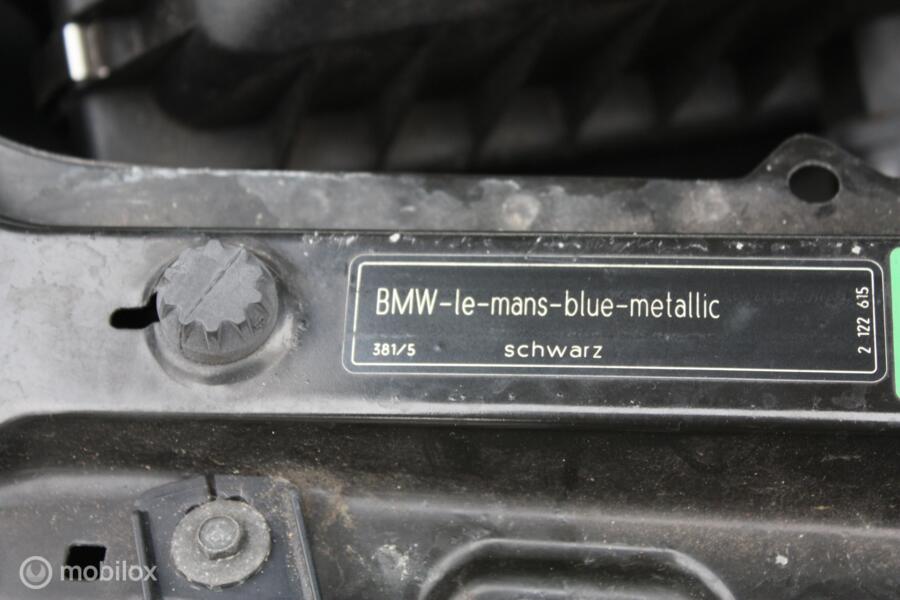 BMW-le-mans-blue-metallic
381/5 schwarz
2 122 615
mobilox